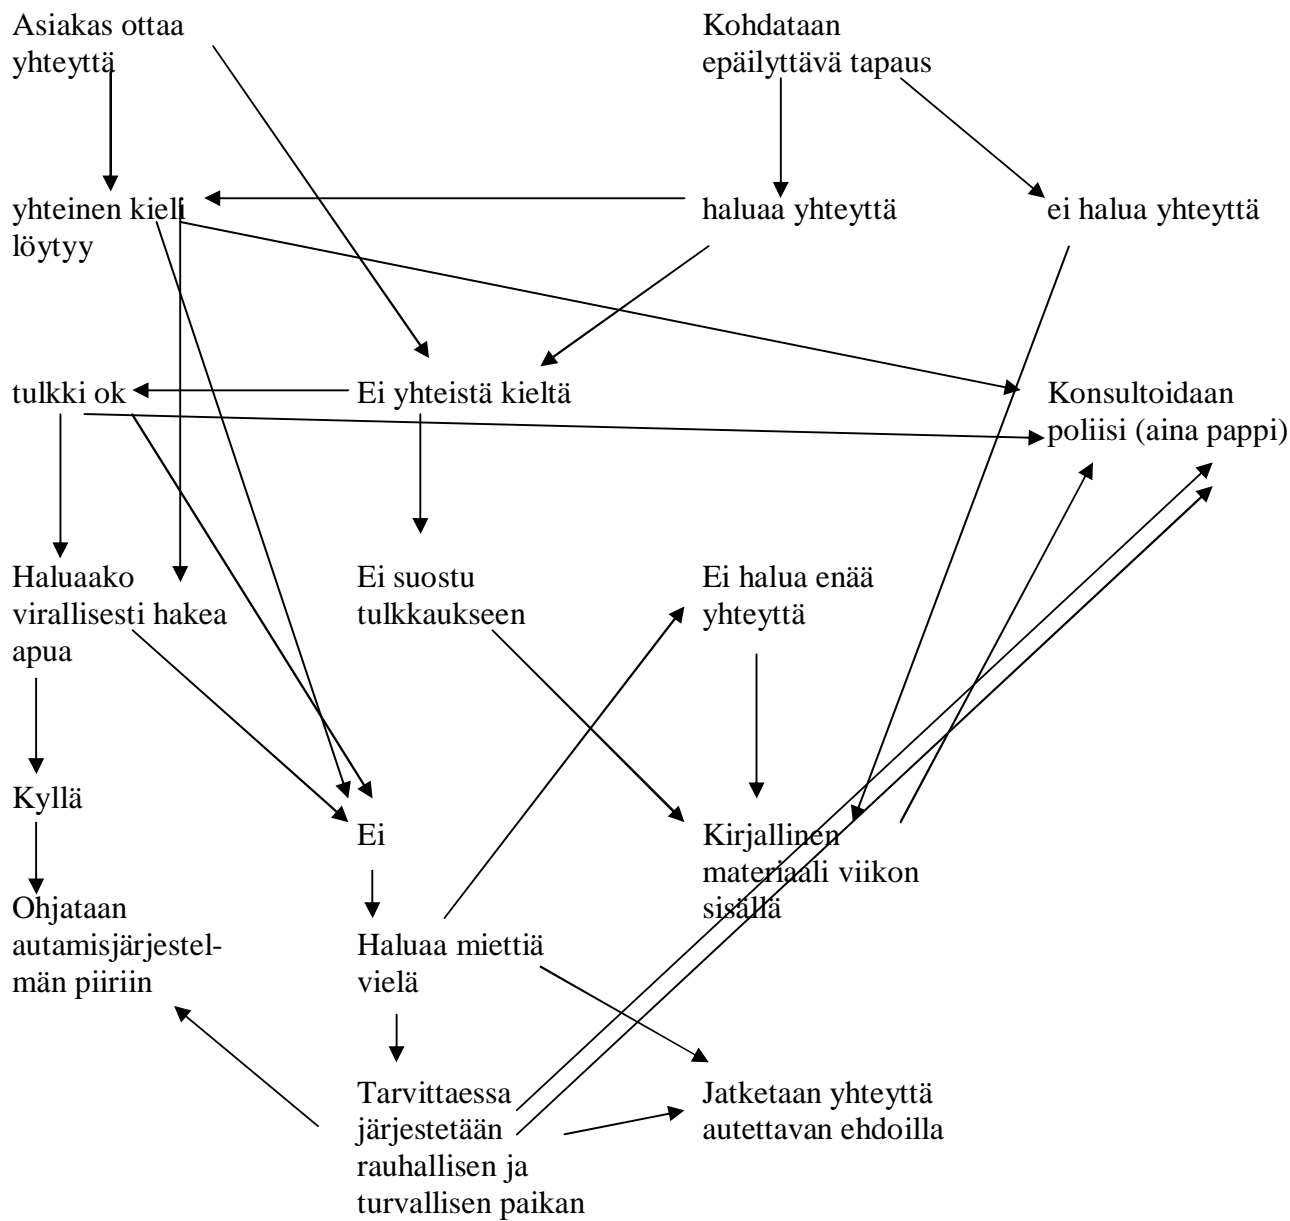 Asiakas ottaa
yhteyttä
Kohdataan
epäilyttävä tapaus
yhteinen kieli
löytyy
haluaa yhteyttä
ei halua yhteyttä
tulkki ok
Ei yhteistä kieltä
Konsultoidaan
poliisi (aina pappi)
Haluaako
virallisesti hakea
apua
Ei suostu
tulkkaukseen
Ei halua enää
yhteyttä
Kyllä
Ei
Kirjallinen
materiaali viikon
sisällä
Ohjataan
autamisjärjestel-
män piiriin
Haluaa miettiä
vielä
Tarvittaessa
järjestetään
rauhallisen ja
turvallisen paikan
Jatketaan yhteyttä
autettavan ehdoilla